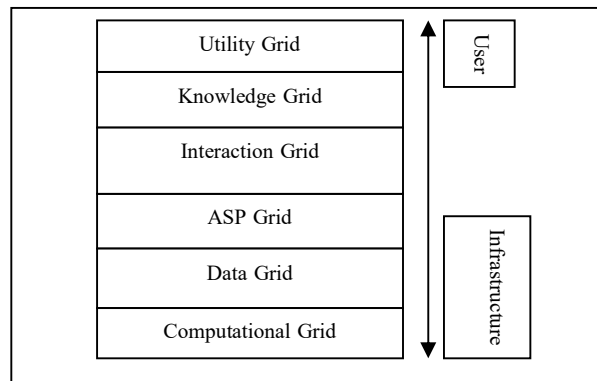 Utility Grid
User
Knowledge Grid
Interaction Grid
ASP Grid
Data Grid
Infrastructure
Computational Grid